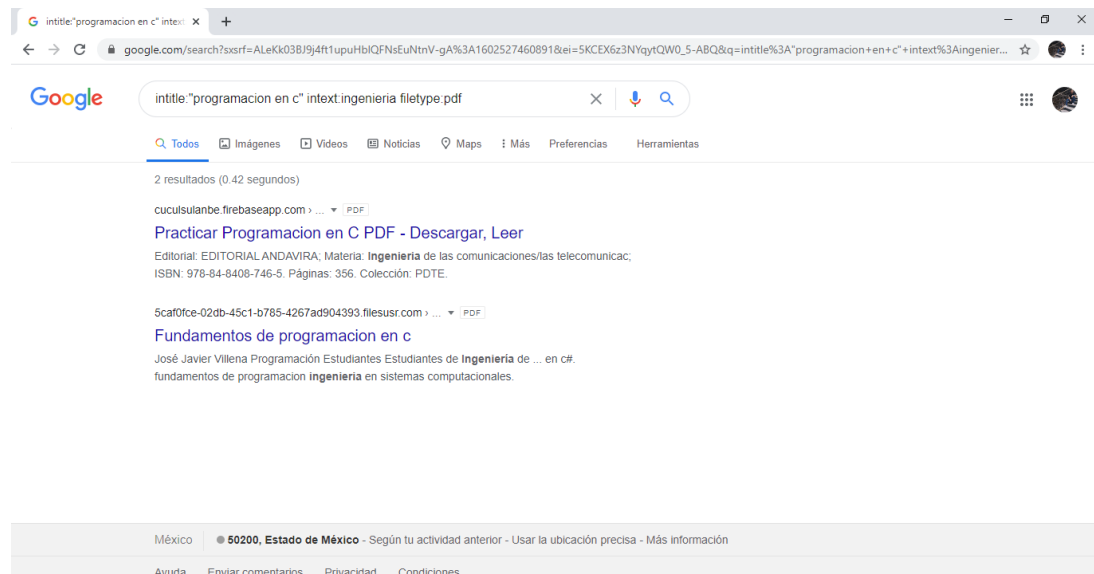 intitle:"programacion en c" intext
google.com/search?sxsrf=ALeKk03BJ9j4ft1upuHbIQFNsEuNtnV-gA%3A1602527460891&ei=5KCEX6z3NYqytQW0_5-ABQ&q=intitle%3A"programacion+en+c"+intext%3Aingenier...
Google
intitle:"programacion en c" intext:ingenieria filetype:pdf
Todos Imágenes Videos Noticias Maps Más Preferencias Herramientas
2 resultados (0.42 segundos)
cuculsulanbe.firebaseapp.com › ... PDF
Practicar Programacion en C PDF - Descargar, Leer
Editorial: EDITORIAL ANDAVIRA; Materia: Ingenieria de las comunicaciones/las telecomunicac;
ISBN: 978-84-8408-746-5. Páginas: 356. Colección: PDTE.
5caf0fce-02db-45c1-b785-4267ad904393.filesusr.com › ... PDF
Fundamentos de programacion en c
José Javier Villena Programación Estudiantes Estudiantes de Ingeniería de ... en c#.
fundamentos de programacion ingenieria en sistemas computacionales.
México 50200, Estado de México - Según tu actividad anterior - Usar la ubicación precisa - Más información
Ayuda Enviar comentarios Privacidad Condiciones